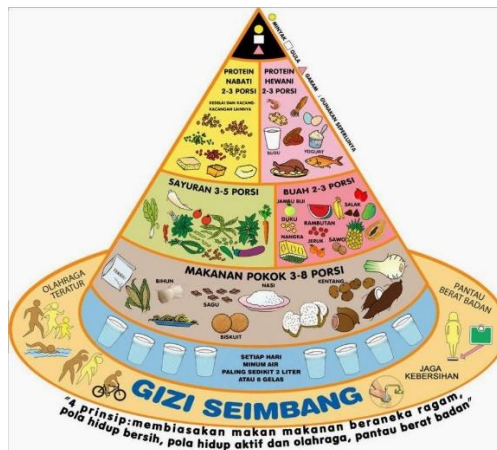 MINYAK
GULA
GARAM
: GUNAKAN SEPERLUNYA
PROTEIN
NABATI
2-3 PORSI
KEDELAI DAN KACANG-
KACANGAN LAINNYA
PROTEIN
HEWANI
2-3 PORSI
SUSU
YOGURT
SAYURAN 3-5 PORSI
BUAH 2-3 PORSI
JAMBU BIJI
DUKU
RAMBUTAN
SALAK
NANGKA
JERUK
SAWO
MAKANAN POKOK 3-8 PORSI
BIHUN
SAGU
NASI
KENTANG
BISKUIT
OLAHRAGA
TERATUR
PANTAU
BERAT BADAN
SETIAP HARI
MINUM AIR
PALING SEDIKIT 2 LITER
ATAU 8 GELAS
JAGA
KEBERSIHAN
GIZI SEIMBANG
"4 prinsip:membiasakan makan makanan beraneka ragam,
pola hidup bersih, pola hidup aktif dan olahraga, pantau berat badan"